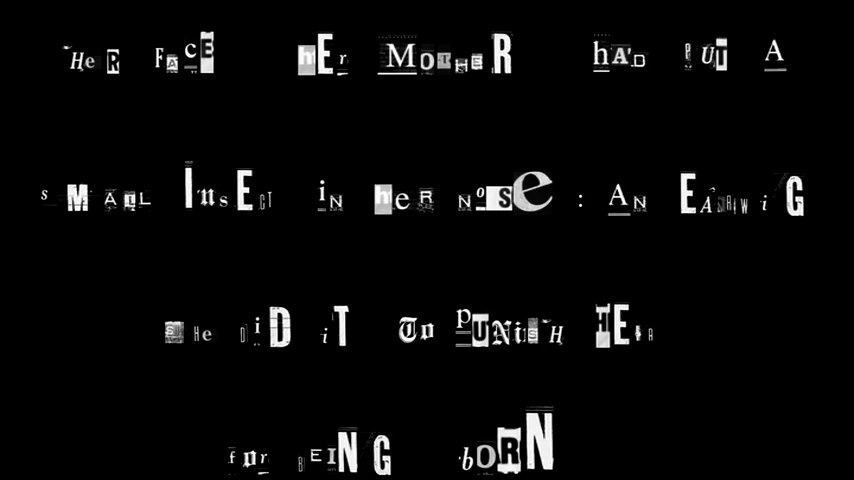 HeR FAcE HEr MOTHER hAD PUT A
sMALL InsECT iN HeR NoSe : AN EARWiG
sHe DiD iT To pUNisH HER
for BEING bORN